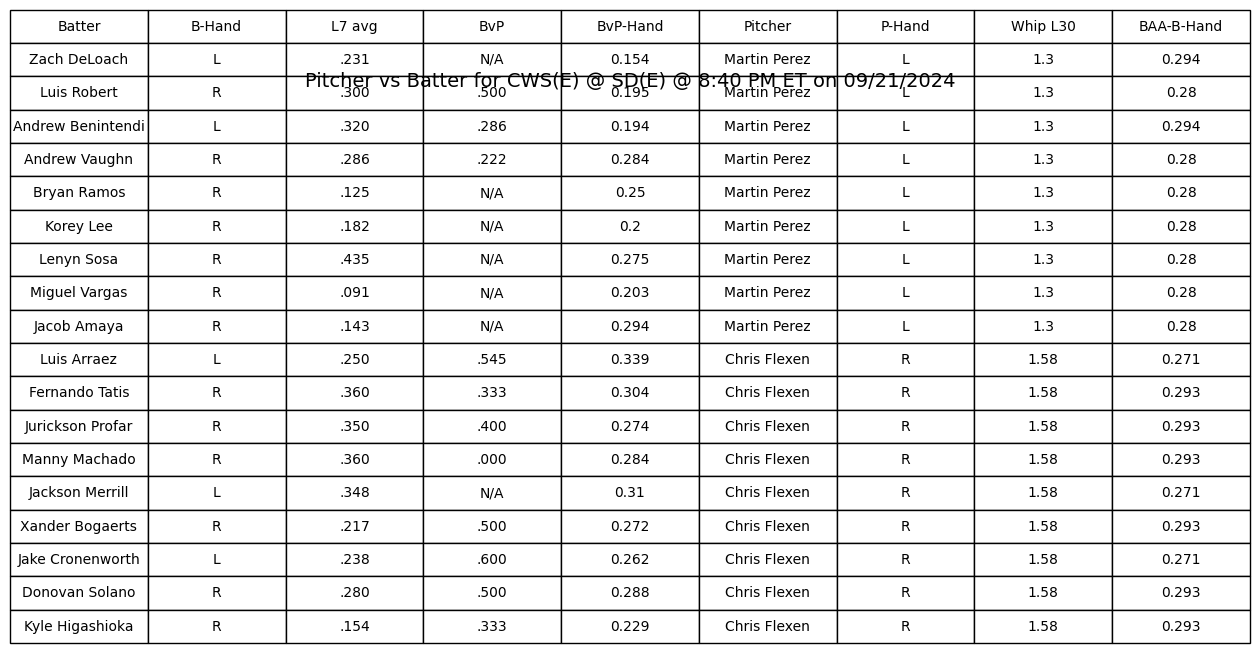 Batter B-Hand L7 avg BvP BvP-Hand Pitcher P-Hand Whip L30 BAA-B-Hand
Zach DeLoach L .231 N/A 0.154 Martin Perez L 1.3 0.294
Pitcher vs Batter for CWS(E) @ SD(E) @ 8:40 PM ET on 09/21/2024
Luis Robert R .300 .500 0.195 Martin Perez L 1.3 0.28
Andrew Benintendi L .320 .286 0.194 Martin Perez L 1.3 0.294
Andrew Vaughn R .286 .222 0.284 Martin Perez L 1.3 0.28
Bryan Ramos R .125 N/A 0.25 Martin Perez L 1.3 0.28
Korey Lee R .182 N/A 0.2 Martin Perez L 1.3 0.28
Lenyn Sosa R .435 N/A 0.275 Martin Perez L 1.3 0.28
Miguel Vargas R .091 N/A 0.203 Martin Perez L 1.3 0.28
Jacob Amaya R .143 N/A 0.294 Martin Perez L 1.3 0.28
Luis Arraez L .250 .545 0.339 Chris Flexen R 1.58 0.271
Fernando Tatis R .360 .333 0.304 Chris Flexen R 1.58 0.293
Jurickson Profar R .350 .400 0.274 Chris Flexen R 1.58 0.293
Manny Machado R .360 .000 0.284 Chris Flexen R 1.58 0.293
Jackson Merrill L .348 N/A 0.31 Chris Flexen R 1.58 0.271
Xander Bogaerts R .217 .500 0.272 Chris Flexen R 1.58 0.293
Jake Cronenworth L .238 .600 0.262 Chris Flexen R 1.58 0.271
Donovan Solano R .280 .500 0.288 Chris Flexen R 1.58 0.293
Kyle Higashioka R .154 .333 0.229 Chris Flexen R 1.58 0.293